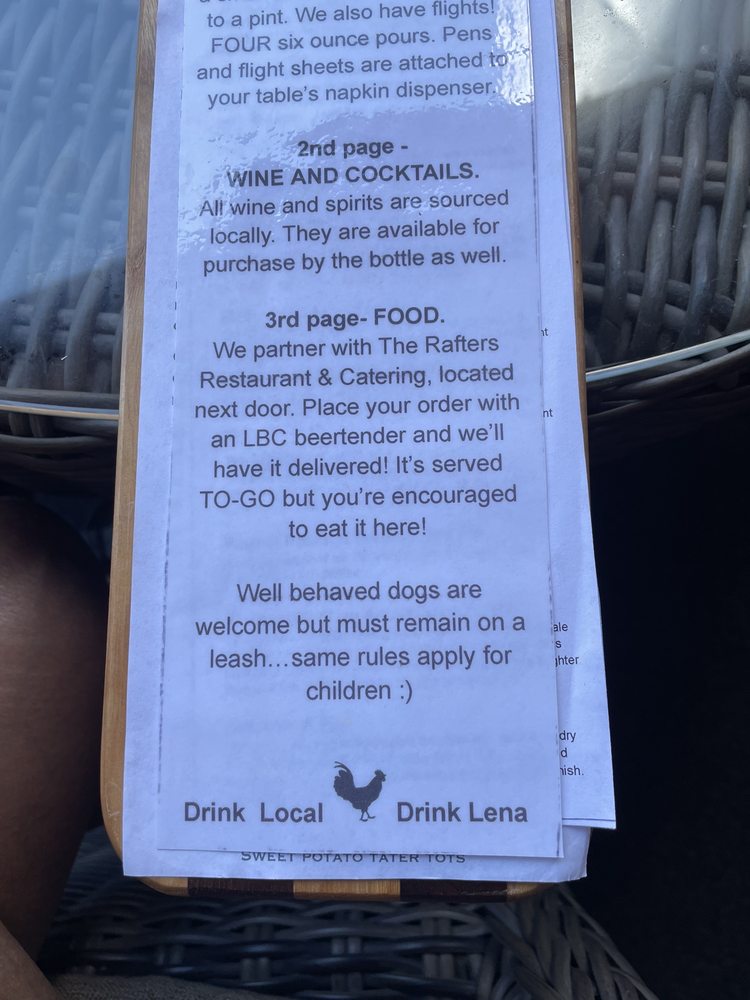 to a pint. We also have flights!
FOUR six ounce pours. Pens
and flight sheets are attached to
your table's napkin dispenser.
2nd page -
WINE AND COCKTAILS.
All wine and spirits are sourced
locally. They are available for
purchase by the bottle as well.
3rd page- FOOD.
We partner with The Rafters
Restaurant & Catering, located
next door. Place your order with
an LBC beertender and we'll
have it delivered! It's served
TO-GO but you're encouraged
to eat it here!
Well behaved dogs are
welcome but must remain on a
leash...same rules apply for
children :)
Drink Local Drink Lena
SWEET POTATO TATER TOTS